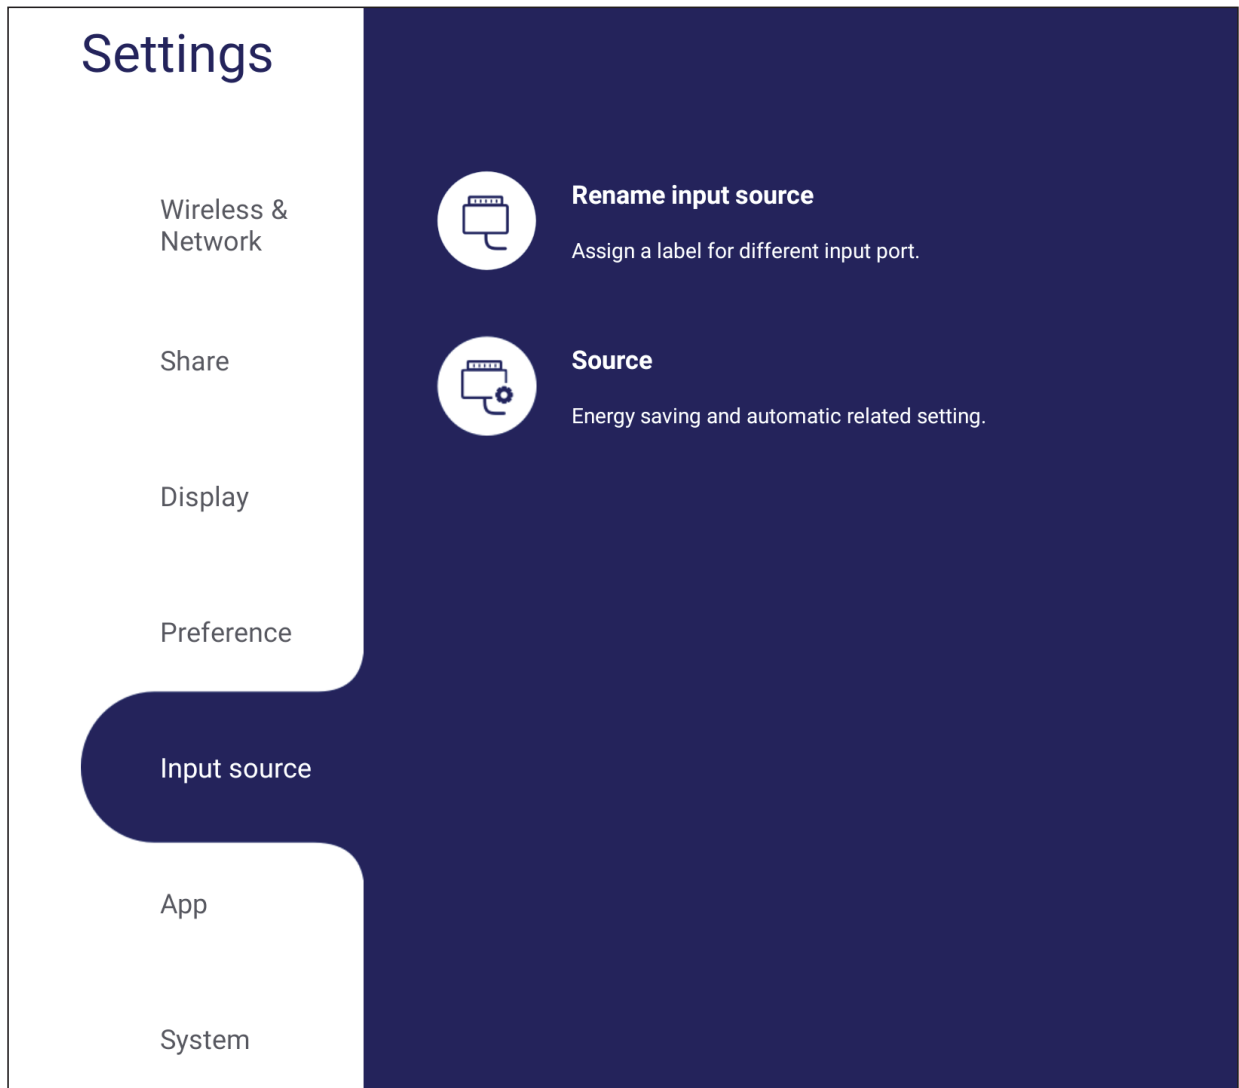 Settings
Wireless &
Network
Share
Display
Preference
Input source
App
System
Rename input source
Assign a label for different input port.
Source
Energy saving and automatic related setting.